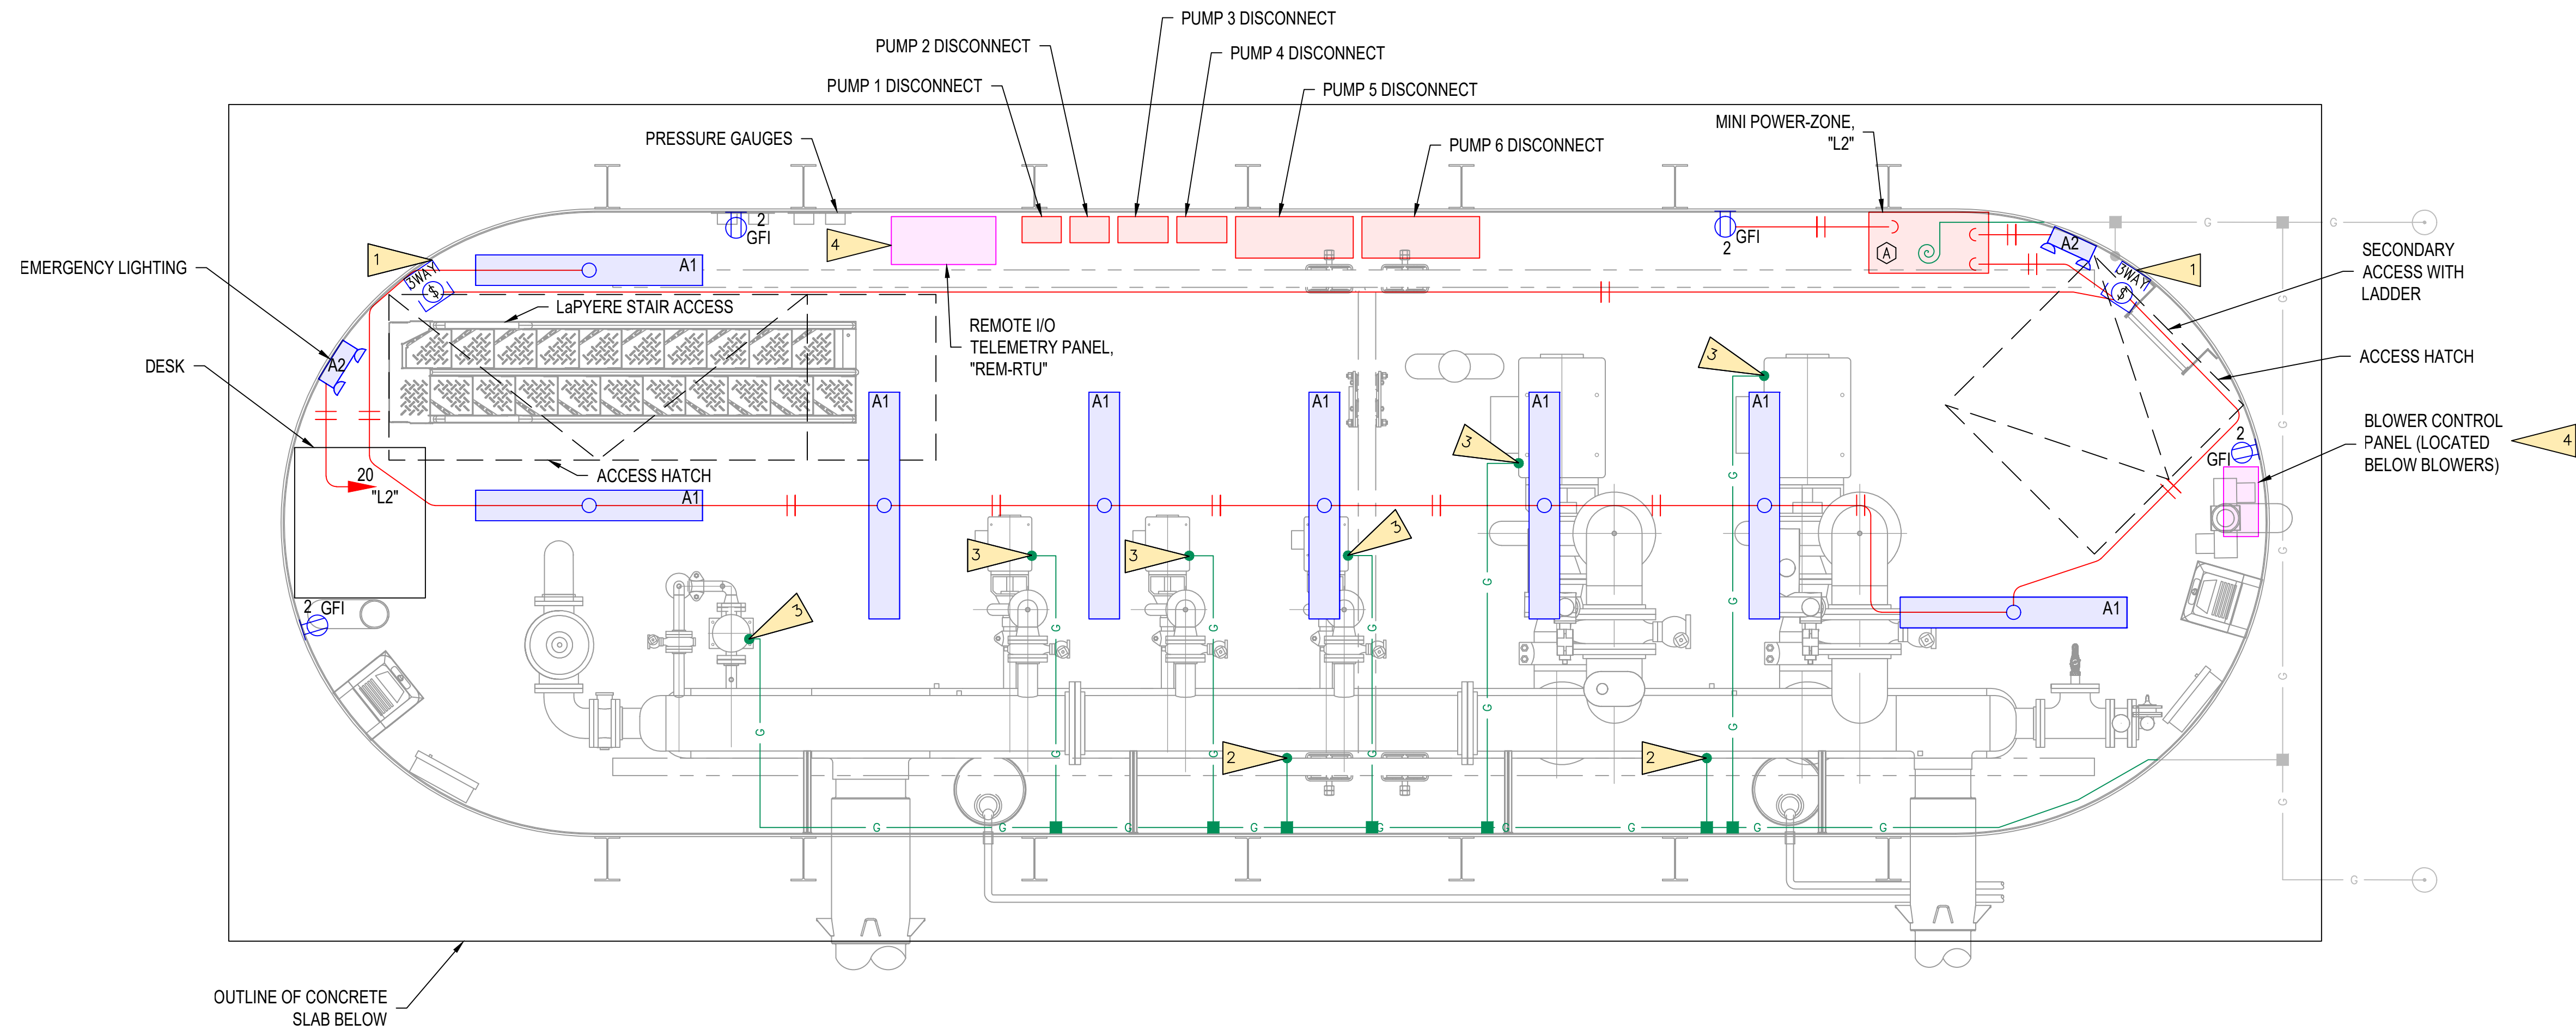 PUMP 3 DISCONNECT
PUMP 2 DISCONNECT
PUMP 4 DISCONNECT
PUMP 1 DISCONNECT
PUMP 5 DISCONNECT
PRESSURE GAUGES
PUMP 6 DISCONNECT
MINI POWER-ZONE,
"L2"
2
GFI
4
GFI
2
A
A2
3WAY
1
SECONDARY
ACCESS WITH
LADDER
G
G
G
EMERGENCY LIGHTING
1
3WAY
$
A1
$
LaPYERE STAIR ACCESS
REMOTE I/O
TELEMETRY PANEL,
"REM-RTU"
DESK
A2
3
ACCESS HATCH
A1
A1
A1
A1
A1
3
BLOWER CONTROL
PANEL (LOCATED
BELOW BLOWERS)
4
2
GFI
20
"L2"
ACCESS HATCH
A1
3
3
3
G
G
G
2
GFI
3
A1
G
G
G
G
G
G
G
G
G
G
G
2
2
G
G
G
G
G
G
G
G
G
G
G
OUTLINE OF CONCRETE
SLAB BELOW